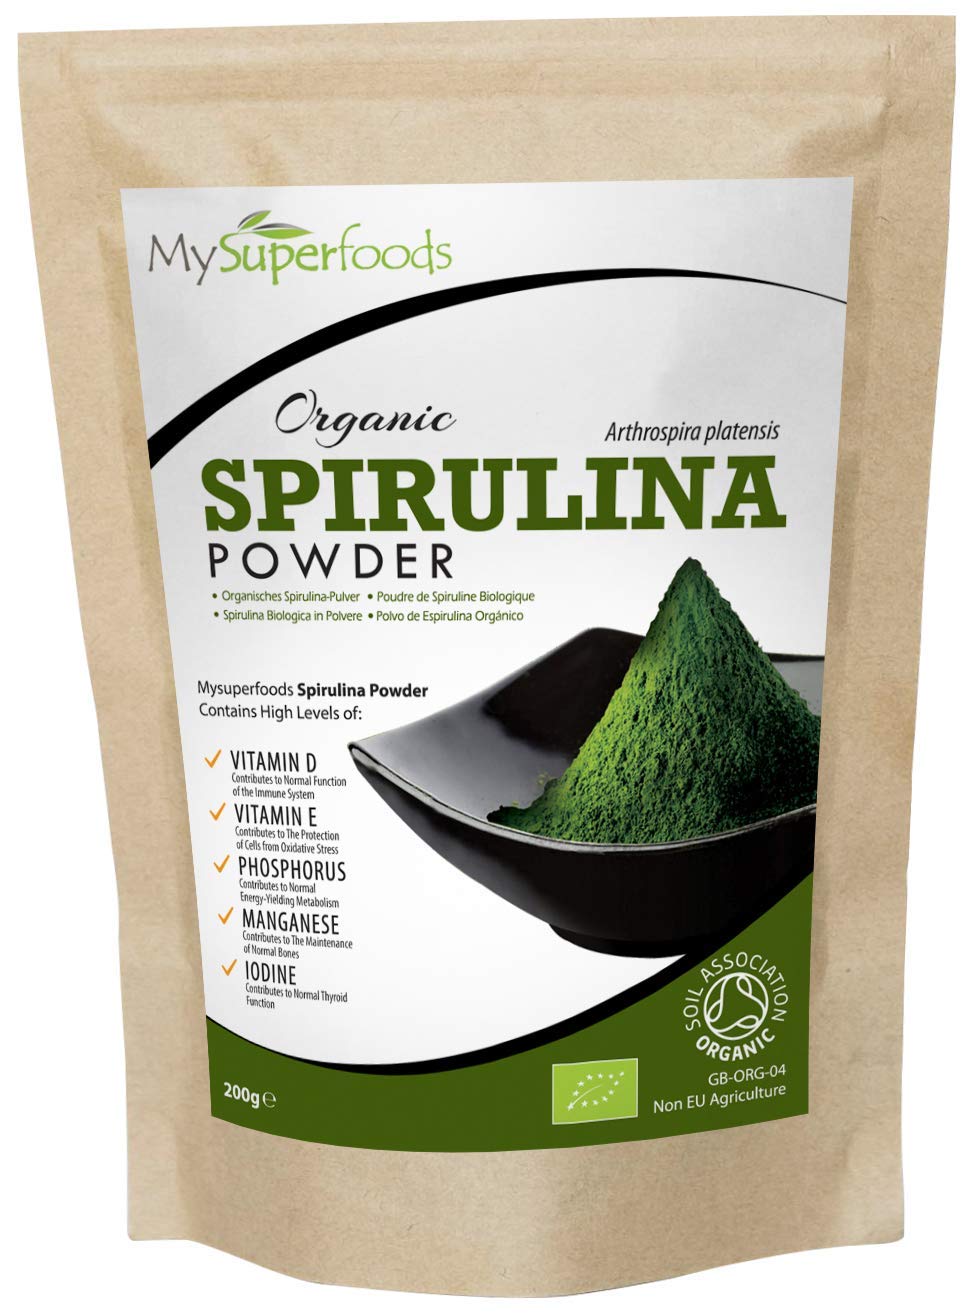 MySuperfoods
Organic
Arthrospira platensis
SPIRULINA
POWDER
• Organisches Spirulina-Pulver • Poudre de Spiruline Biologique
• Spirulina Biologica in Polvere • Polvo de Espirulina Orgánico
Mysuperfoods Spirulina Powder
Contains High Levels of:
VITAMIN D
Contributes to Normal Function
of the Immune System
VITAMIN E
Contributes to The Protection
of Cells from Oxidative Stress
PHOSPHORUS
Contributes to Normal
Energy-Yielding Metabolism
MANGANESE
Contributes to The Maintenance
of Normal Bones
IODINE
Contributes to Normal Thyroid
Function
SOIL ASSOCIATION
ORGANIC
GB-ORG-04
Non EU Agriculture
200g℮